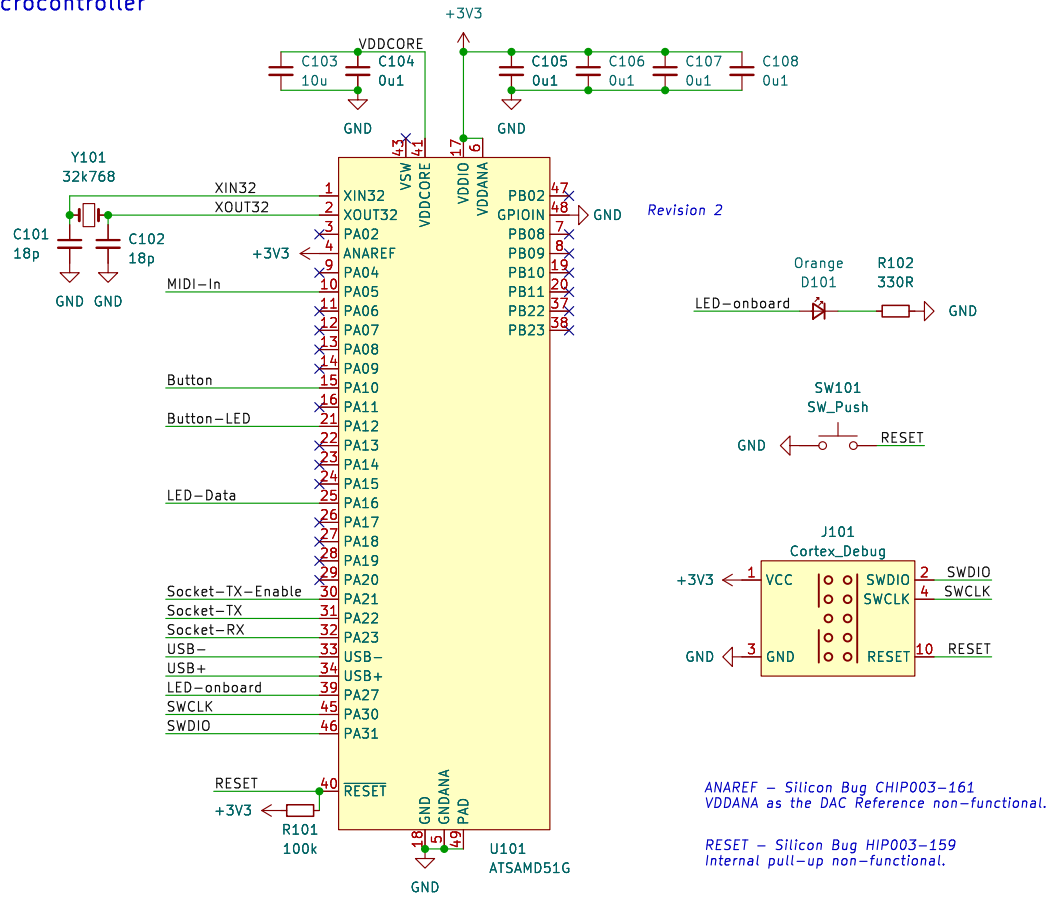 crocontroller
+3V3
VDDCORE
C103
10u
C104
0u1
C105
0u1
C106
0u1
C107
0u1
C108
0u1
GND
GND
43
41
17
6
VSW
VDDCORE
VDDIO
VDDANA
Y101
32k768
C101
18p
C102
18p
GND
GND
XIN32 1 XIN32
XOUT32 2 XOUT32
3 PA02
+3V3 4 ANAREF
9 PA04
MIDI-In 10 PA05
11 PA06
12 PA07
13 PA08
14 PA09
Button 15 PA10
16 PA11
Button-LED 21 PA12
22 PA13
23 PA14
24 PA15
LED-Data 25 PA16
26 PA17
27 PA18
28 PA19
29 PA20
Socket-TX-Enable 30 PA21
Socket-TX 31 PA22
Socket-RX 32 PA23
USB- 33 USB-
USB+ 34 USB+
LED-onboard 39 PA27
SWCLK 45 PA30
SWDIO 46 PA31
RESET 40 RESET
+3V3
R101
100k
PB02 47
GPIOIN 48 GND
PB08 7
PB09 8
PB10 19
PB11 20
PB22 37
PB23 38
GND
GNDANA
PAD
18
5
49
GND
U101
ATSAMD51G
Revision 2
LED-onboard
Orange
D101
R102
330R
GND
SW101
SW_Push
GND
RESET
J101
Cortex_Debug
+3V3 1 VCC
SWDIO 2 SWDIO
SWCLK 4 SWCLK
GND 3 GND
RESET 10 RESET
ANAREF - Silicon Bug CHIP003-161
VDDANA as the DAC Reference non-functional.
RESET - Silicon Bug HIP003-159
Internal pull-up non-functional.